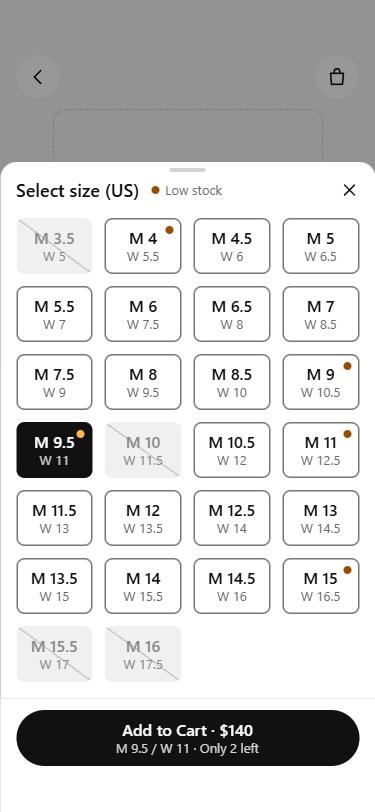 Select size (US)
Low stock
M 3.5
W 5
M 4
W 5.5
M 4.5
W 6
M 5
W 6.5
M 5.5
W 7
M 6
W 7.5
M 6.5
W 8
M 7
W 8.5
M 7.5
W 9
M 8
W 9.5
M 8.5
W 10
M 9
W 10.5
M 9.5
W 11
M 10
W 11.5
M 10.5
W 12
M 11
W 12.5
M 11.5
W 13
M 12
W 13.5
M 12.5
W 14
M 13
W 14.5
M 13.5
W 15
M 14
W 15.5
M 14.5
W 16
M 15
W 16.5
M 15.5
W 17
M 16
W 17.5
Add to Cart · $140
M 9.5 / W 11 · Only 2 left